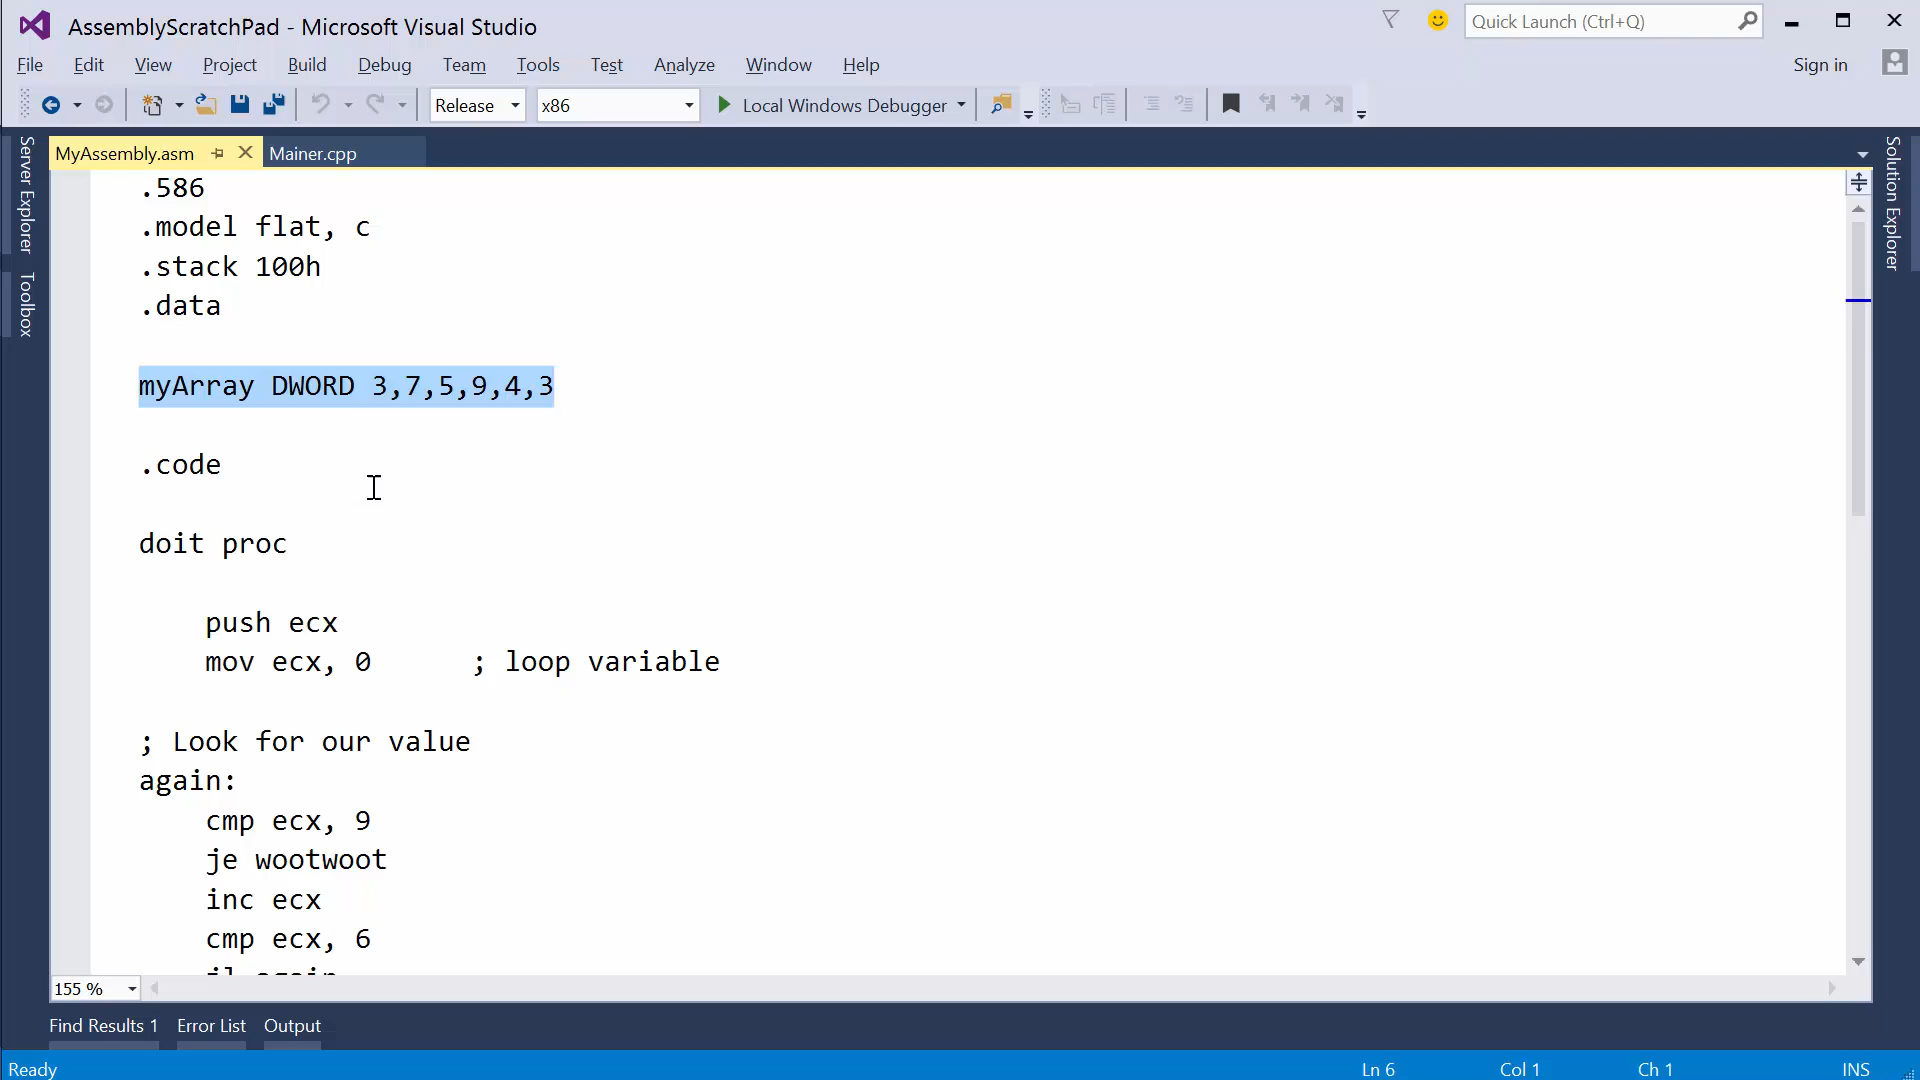 AssemblyScratchPad - Microsoft Visual Studio
Quick Launch (Ctrl+Q)
File Edit View Project Build Debug Team Tools Test Analyze Window Help
Sign in
Release x86 Local Windows Debugger
MyAssembly.asm Mainer.cpp
Server Explorer
Toolbox
Solution Explorer
.586
.model flat, c
.stack 100h
.data
myArray DWORD 3,7,5,9,4,3
.code
doit proc
push ecx
mov ecx, 0 ; loop variable
; Look for our value
again:
cmp ecx, 9
je wootwoot
inc ecx
cmp ecx, 6
jl again
155 %
Find Results 1 Error List Output
Ready Ln 6 Col 1 Ch 1 INS